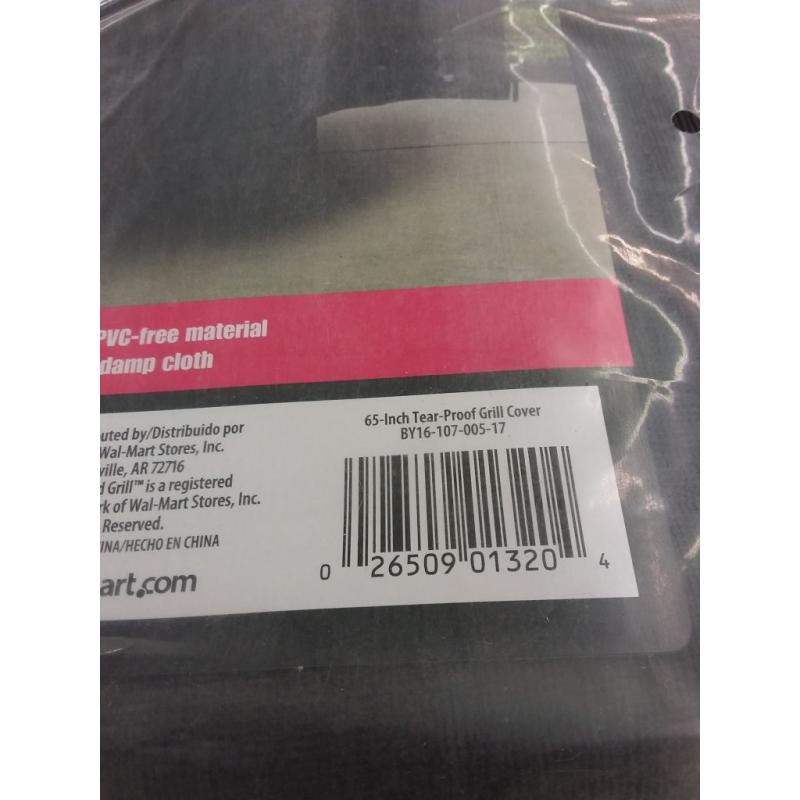 PVC-free material
damp cloth
uted by/Distribuido por
Wal-Mart Stores, Inc.
ville, AR 72716
d Grill™ is a registered
rk of Wal-Mart Stores, Inc.
Reserved.
INA/HECHO EN CHINA
art.com
65-Inch Tear-Proof Grill Cover
BY16-107-005-17
0 26509 01320 4